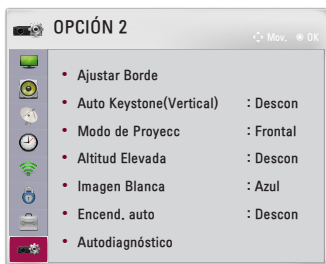 OPCIÓN 2
Mov. OK
• Ajustar Borde
• Auto Keystone(Vertical) : Descon
• Modo de Proyecc : Frontal
• Altitud Elevada : Descon
• Imagen Blanca : Azul
• Encend. auto : Descon
• Autodiagnóstico